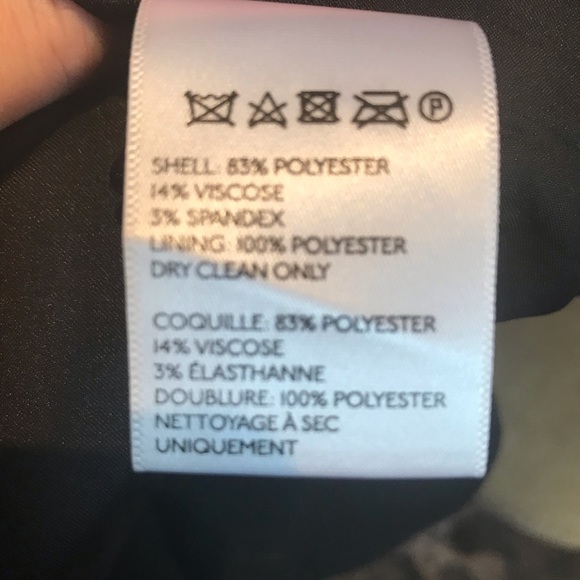 P
SHELL: 83% POLYESTER
14% VISCOSE
3% SPANDEX
LINING: 100% POLYESTER
DRY CLEAN ONLY
COQUILLE: 83% POLYESTER
14% VISCOSE
3% ÉLASTHANNE
DOUBLURE: 100% POLYESTER
NETTOYAGE À SEC
UNIQUEMENT